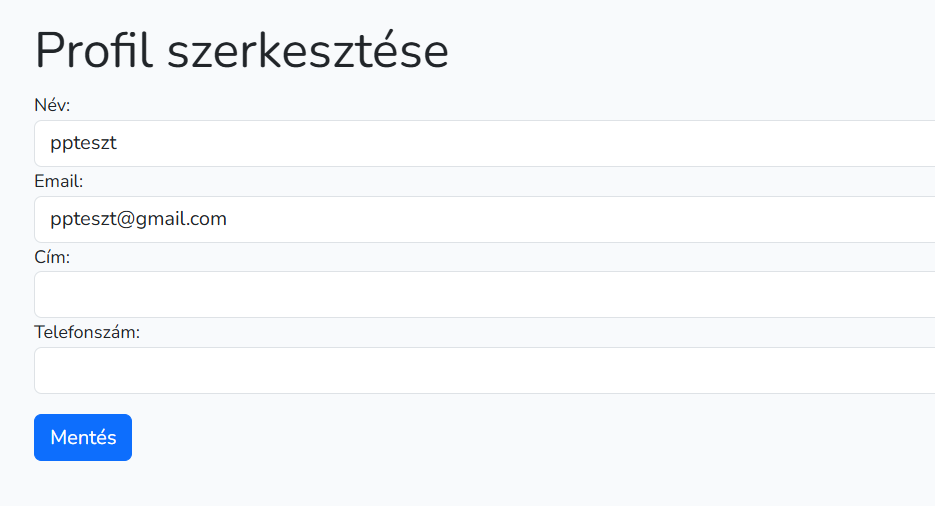 Profil szerkesztése
Név:
ppteszt
Email:
ppteszt@gmail.com
Cím:
Telefonszám:
Mentés